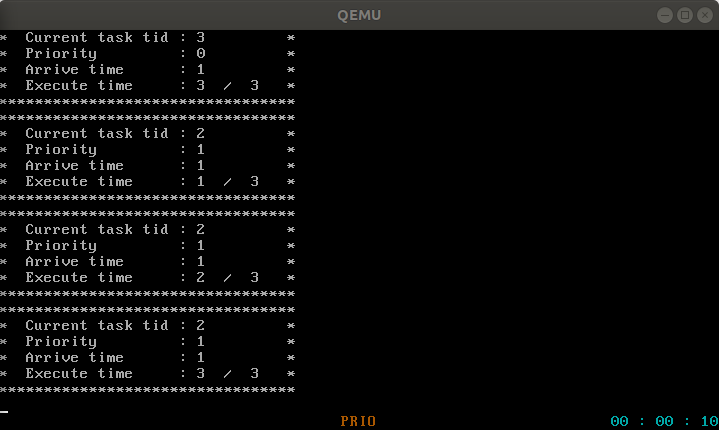 QEMU
*  Current task tid : 3         *
*  Priority         : 0         *
*  Arrive time      : 1         *
*  Execute time     : 3  /  3   *
*********************************
*********************************
*  Current task tid : 2         *
*  Priority         : 1         *
*  Arrive time      : 1         *
*  Execute time     : 1  /  3   *
*********************************
*********************************
*  Current task tid : 2         *
*  Priority         : 1         *
*  Arrive time      : 1         *
*  Execute time     : 2  /  3   *
*********************************
*********************************
*  Current task tid : 2         *
*  Priority         : 1         *
*  Arrive time      : 1         *
*  Execute time     : 3  /  3   *
*********************************
PRIO 00 : 00 : 10